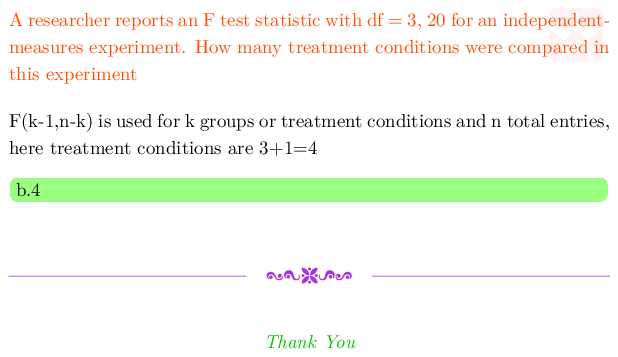 A researcher reports an F test statistic with df = 3, 20 for an independent-
measures experiment. How many treatment conditions were compared in
this experiment
F(k-1,n-k) is used for k groups or treatment conditions and n total entries,
here treatment conditions are 3+1=4
b.4
Thank You